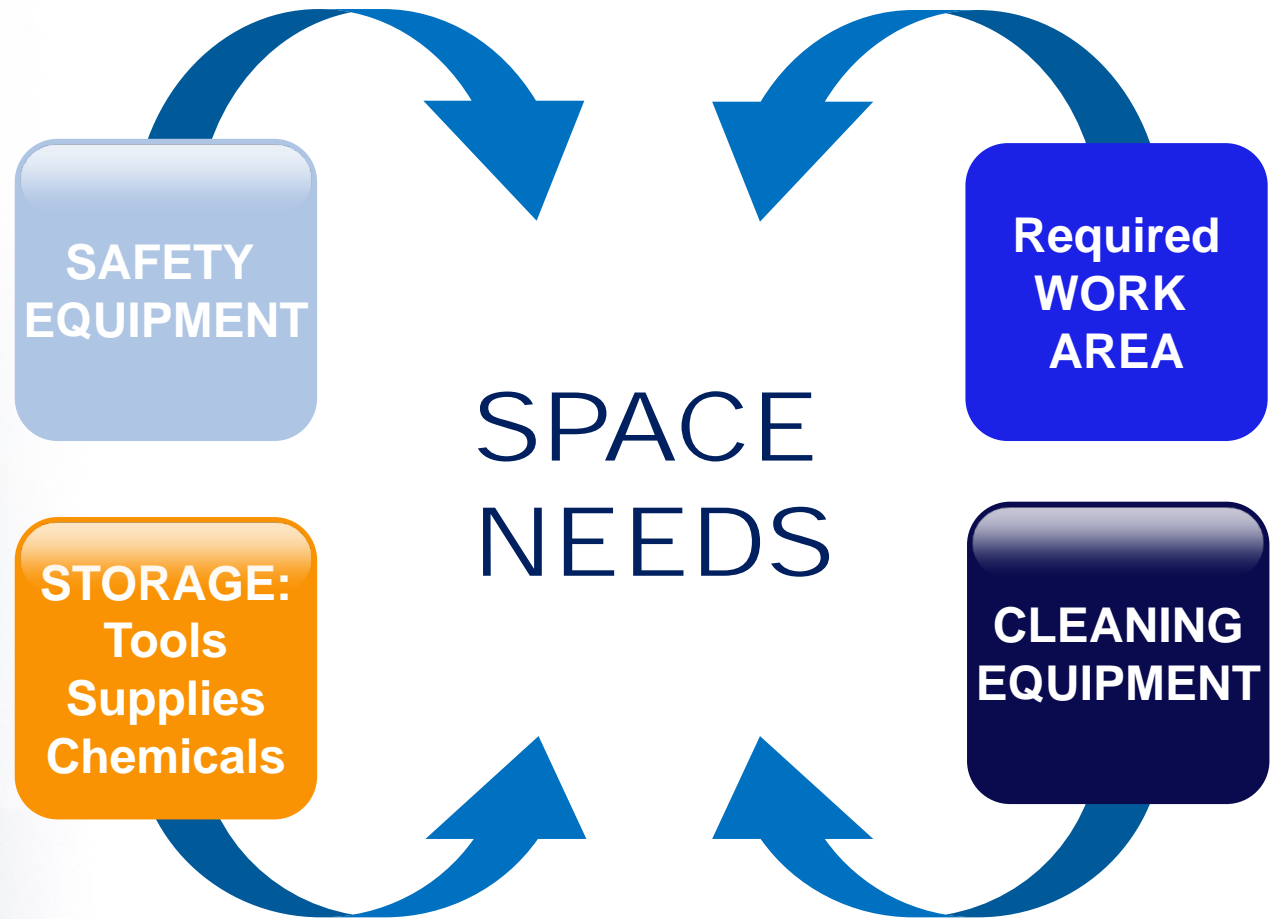 SAFETY
EQUIPMENT
Required
WORK
AREA
SPACE
NEEDS
STORAGE:
Tools
Supplies
Chemicals
CLEANING
EQUIPMENT